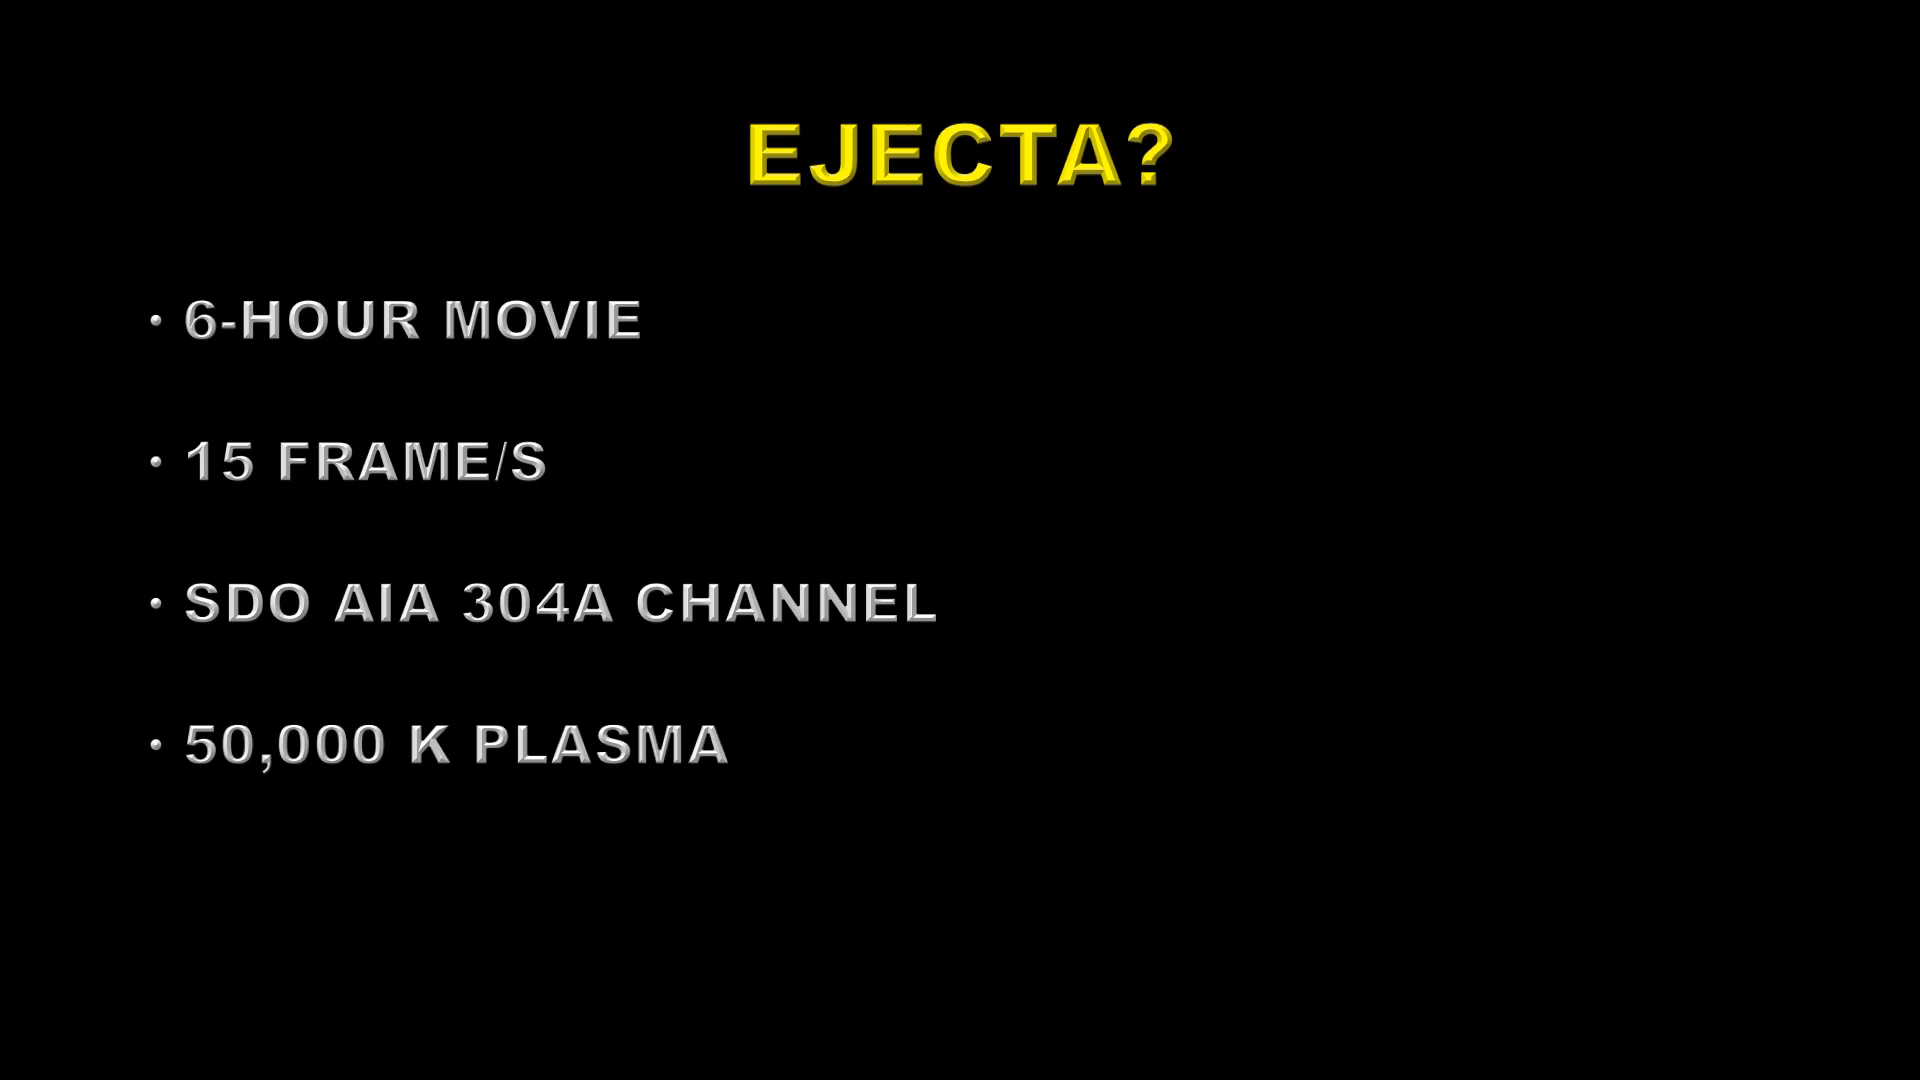 EJECTA?
• 6-HOUR MOVIE
• 15 FRAME/S
• SDO AIA 304A CHANNEL
• 50,000 K PLASMA